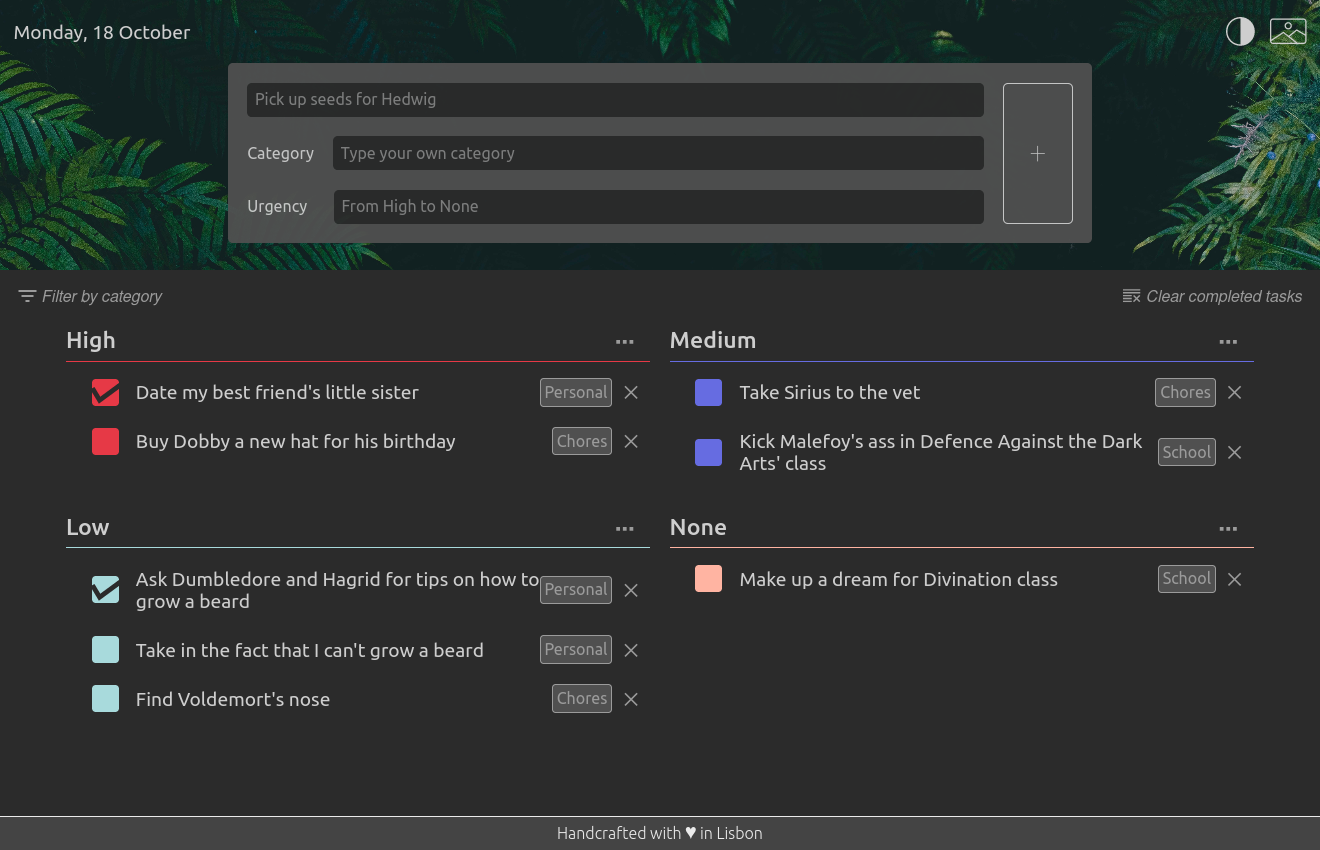 Monday, 18 October
Pick up seeds for Hedwig
Category
Type your own category
Urgency
From High to None
+
Filter by category
Clear completed tasks
High
Date my best friend's little sister
Personal
Buy Dobby a new hat for his birthday
Chores
Medium
Take Sirius to the vet
Chores
Kick Malefoy's ass in Defence Against the Dark
Arts' class
School
Low
Ask Dumbledore and Hagrid for tips on how to
grow a beard
Personal
Take in the fact that I can't grow a beard
Personal
Find Voldemort's nose
Chores
None
Make up a dream for Divination class
School
Handcrafted with ♥ in Lisbon